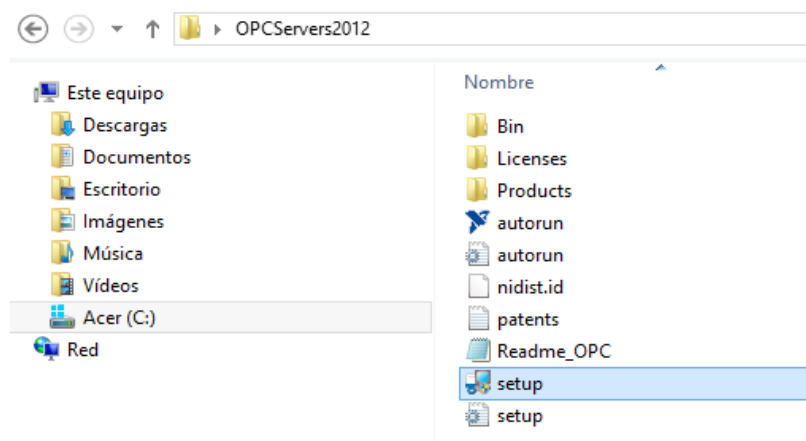 OPCServers2012
Este equipo
Descargas
Documentos
Escritorio
Imágenes
Música
Vídeos
Acer (C:)
Red
Nombre
Bin
Licenses
Products
autorun
autorun
nidist.id
patents
Readme_OPC
setup
setup